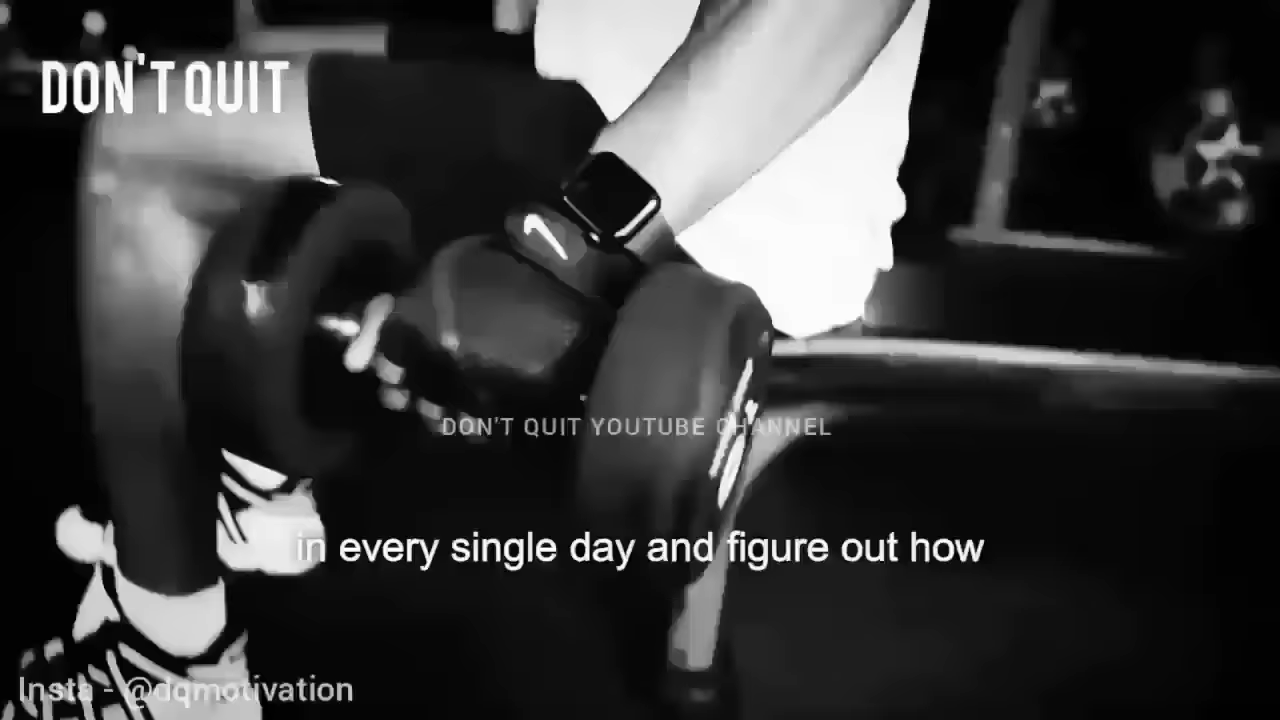 DON'T QUIT
DON'T QUIT YOUTUBE CHANNEL
in every single day and figure out how
Insta - @dqmotivation